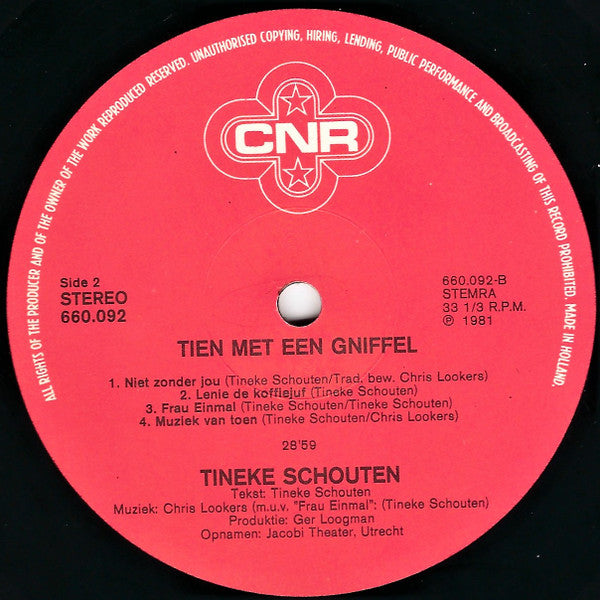 ALL RIGHTS OF THE PRODUCER AND OF THE OWNER OF THE WORK REPRODUCED RESERVED. UNAUTHORISED COPYING, HIRING, LENDING, PUBLIC PERFORMANCE AND BROADCASTING OF THIS RECORD PROHIBITED. MADE IN HOLLAND.
CNR
Side 2
STEREO
660.092
660.092-B
STEMRA
33 1/3 R.P.M.
℗ 1981
TIEN MET EEN GNIFFEL
1. Niet zonder jou (Tineke Schouten/Trad. bew. Chris Lookers)
2. Lenie de koffiejuf (Tineke Schouten)
3. Frau Einmal (Tineke Schouten/Tineke Schouten)
4. Muziek van toen (Tineke Schouten/Chris Lookers)
28'59
TINEKE SCHOUTEN
Tekst: Tineke Schouten
Muziek: Chris Lookers (m.u.v. "Frau Einmal": (Tineke Schouten)
Produktie: Ger Loogman
Opnamen: Jacobi Theater, Utrecht